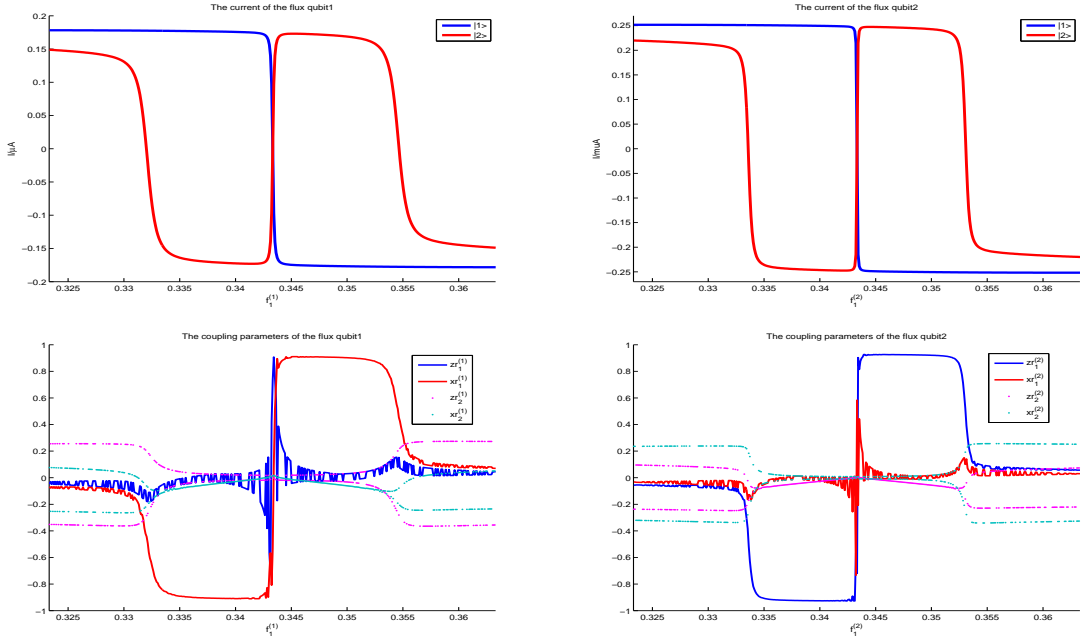 The current of the flux qubit1
0.2
0.15
0.1
0.05
0
−0.05
−0.1
−0.15
−0.2
I/μA
|1>
|2>
0.325 0.33 0.335 0.34 0.345 0.35 0.355 0.36
f₁⁽¹⁾
The current of the flux qubit2
0.25
0.2
0.15
0.1
0.05
0
−0.05
−0.1
−0.15
−0.2
−0.25
I/muA
|1>
|2>
0.325 0.33 0.335 0.34 0.345 0.35 0.355 0.36
f₁⁽²⁾
The coupling parameters of the flux qubit1
1
0.8
0.6
0.4
0.2
0
−0.2
−0.4
−0.6
−0.8
−1
zr₁⁽¹⁾
xr₁⁽¹⁾
zr₂⁽¹⁾
xr₂⁽¹⁾
0.325 0.33 0.335 0.34 0.345 0.35 0.355 0.36
f₁⁽¹⁾
The coupling parameters of the flux qubit2
1
0.8
0.6
0.4
0.2
0
−0.2
−0.4
−0.6
−0.8
−1
zr₁⁽²⁾
xr₁⁽²⁾
zr₂⁽²⁾
xr₂⁽²⁾
0.325 0.33 0.335 0.34 0.345 0.35 0.355 0.36
f₁⁽²⁾